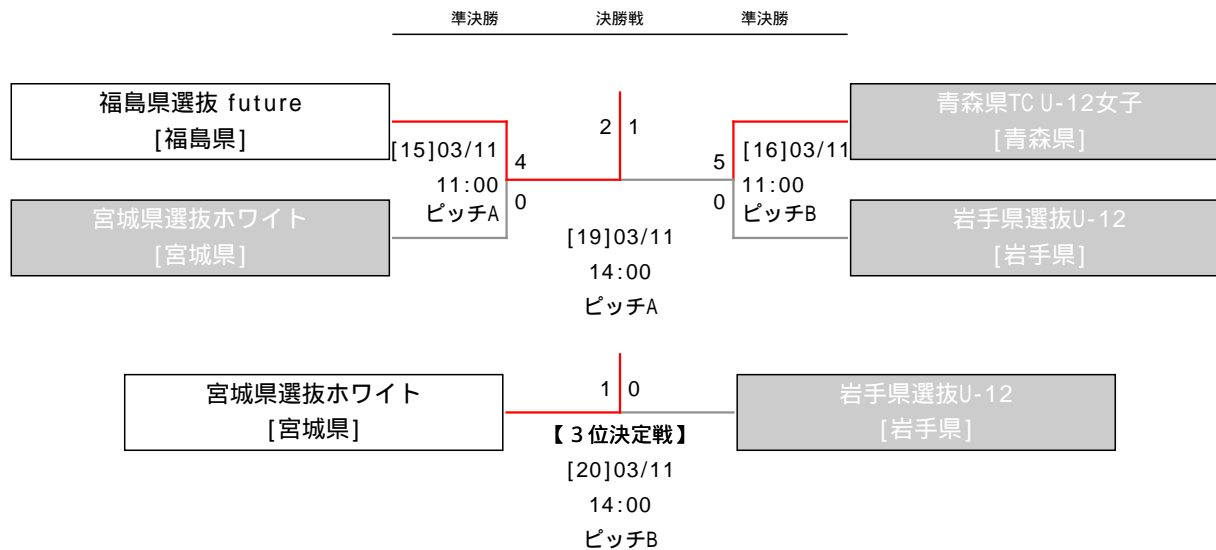 準決勝 決勝戦 準決勝
福島県選抜 future
[福島県]
青森県TC U-12女子
[青森県]
2 1
[15]03/11
11:00
ピッチA
4
0
5
0
[16]03/11
11:00
ピッチB
宮城県選抜ホワイト
[宮城県]
岩手県選抜U-12
[岩手県]
[19]03/11
14:00
ピッチA
宮城県選抜ホワイト
[宮城県]
1 0
岩手県選抜U-12
[岩手県]
【３位決定戦】
[20]03/11
14:00
ピッチB